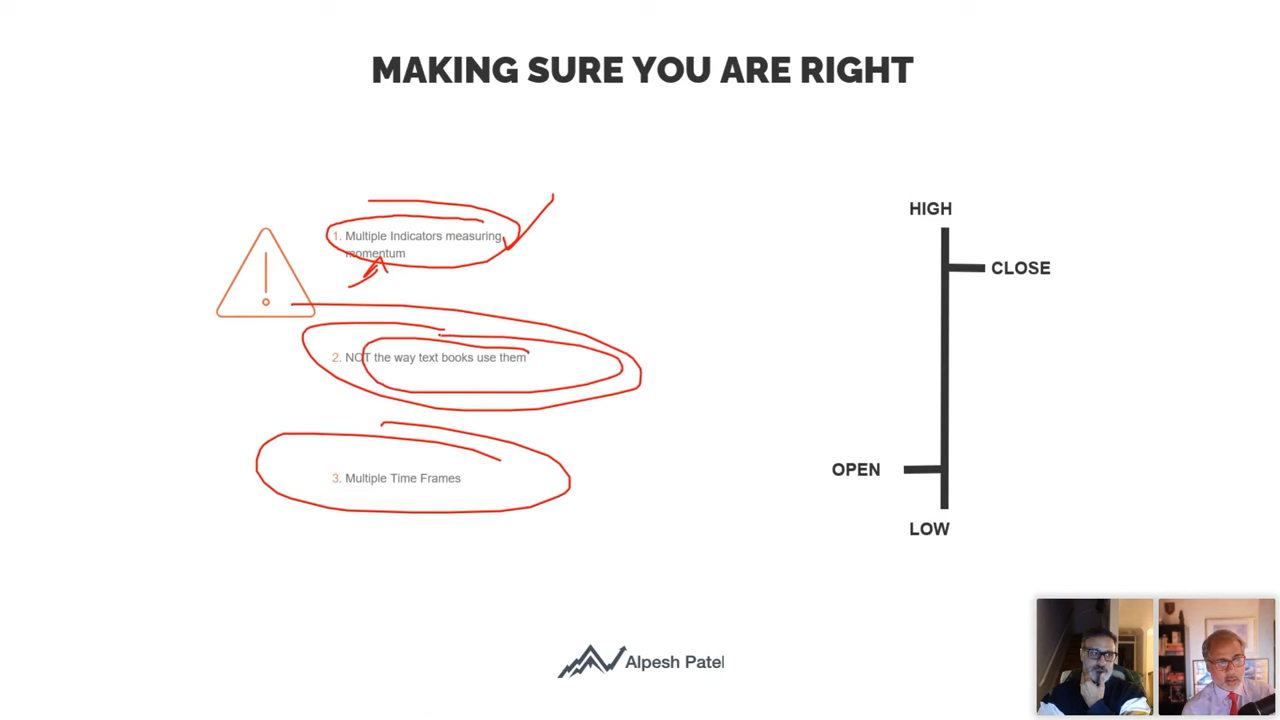 MAKING SURE YOU ARE RIGHT
1. Multiple Indicators measuring
momentum
2. NOT the way text books use them
3. Multiple Time Frames
HIGH
CLOSE
OPEN
LOW
Alpesh Patel